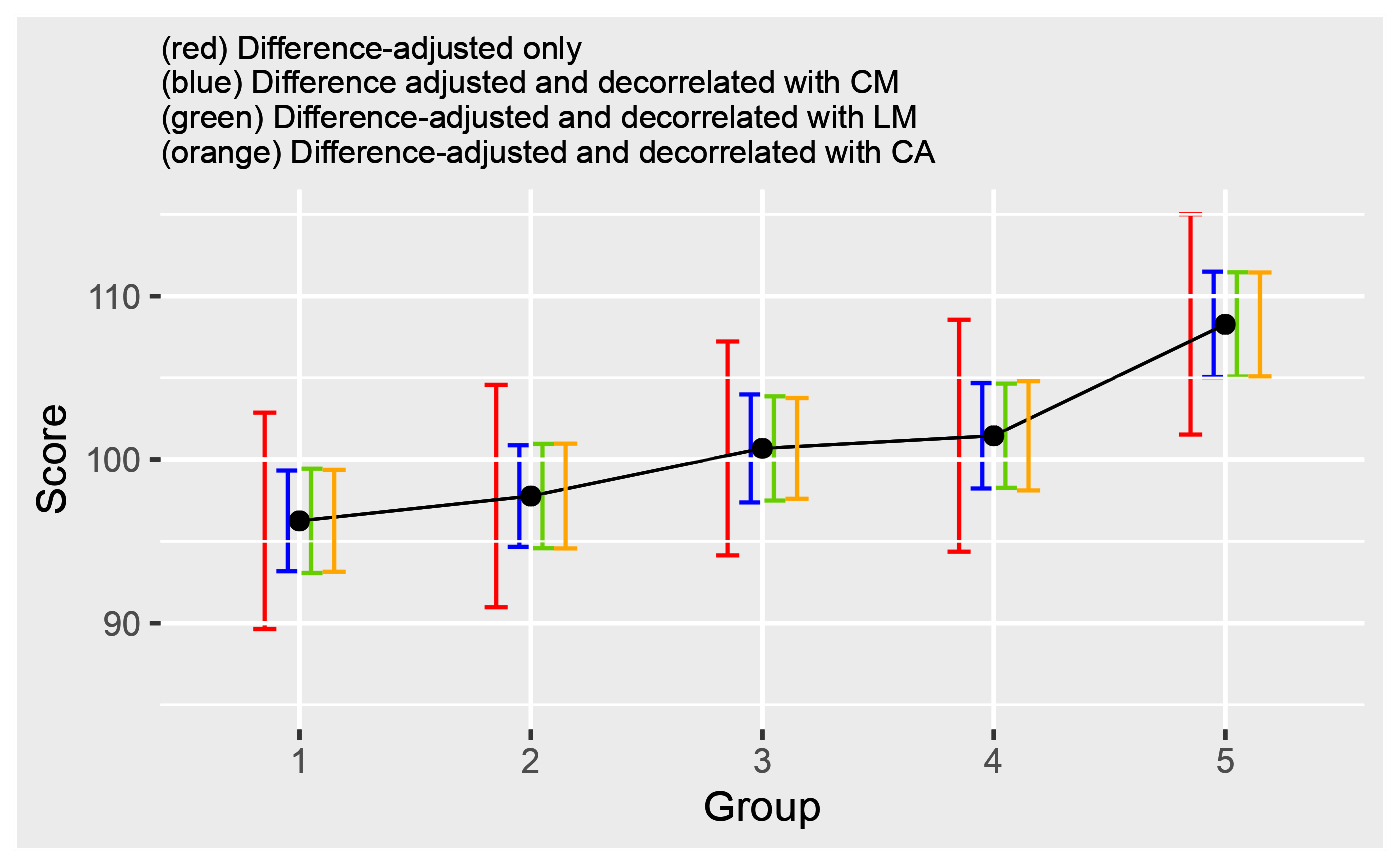 (red) Difference-adjusted only
(blue) Difference adjusted and decorrelated with CM
(green) Difference-adjusted and decorrelated with LM
(orange) Difference-adjusted and decorrelated with CA
110
100
90
Score
1 2 3 4 5
Group